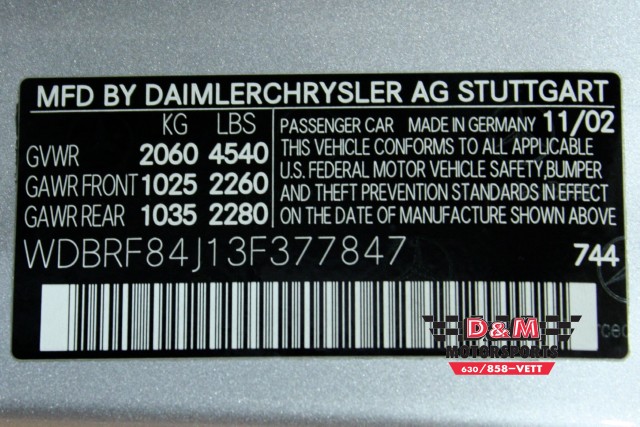 MFD BY DAIMLERCHRYSLER AG STUTTGART
KG LBS
GVWR 2060 4540
GAWR FRONT 1025 2260
GAWR REAR 1035 2280
PASSENGER CAR MADE IN GERMANY 11/02
THIS VEHICLE CONFORMS TO ALL APPLICABLE
U.S. FEDERAL MOTOR VEHICLE SAFETY,BUMPER
AND THEFT PREVENTION STANDARDS IN EFFECT
ON THE DATE OF MANUFACTURE SHOWN ABOVE
WDBRF84J13F377847 744
D&M
MOTORSPORTS
630/858-VETT